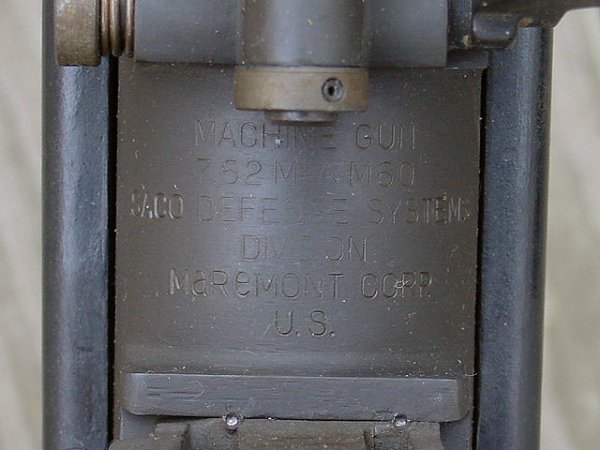 MACHINE GUN
7.62 MM M60
SACO DEFENSE SYSTEMS
DIVISION
MaReMONT CORP.
U.S.